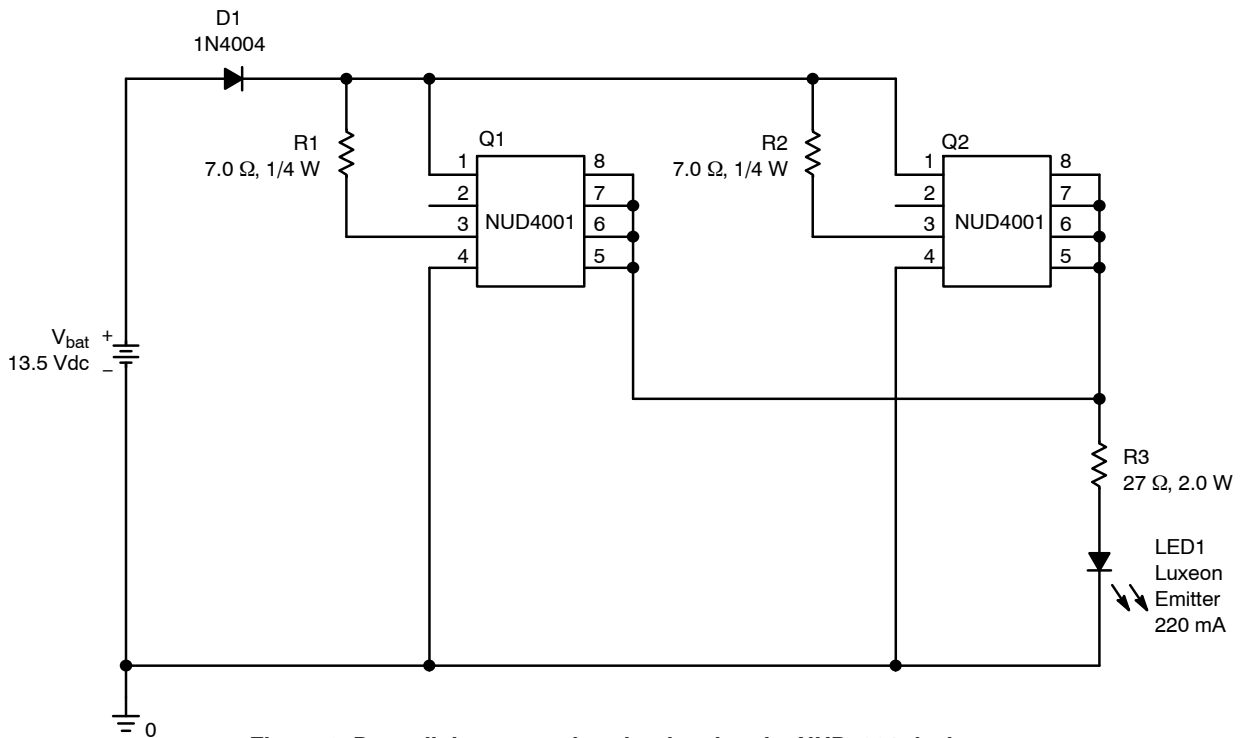 D1
1N4004
R1
7.0 Ω, 1/4 W
Q1
1
2
3
4
NUD4001
8
7
6
5
R2
7.0 Ω, 1/4 W
Q2
1
2
3
4
NUD4001
8
7
6
5
Vbat
+
13.5 Vdc
−
R3
27 Ω, 2.0 W
LED1
Luxeon
Emitter
220 mA
0